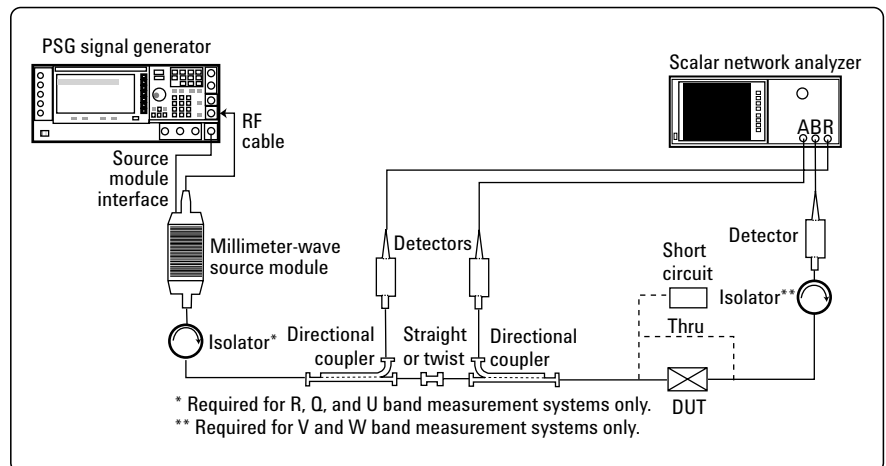 PSG signal generator
Scalar network analyzer
RF
cable
ABR
Source
module
interface
Millimeter-wave
source module
Detectors
Detector
Short
circuit
Isolator**
Thru
Isolator*
Directional
coupler
Straight
or twist
Directional
coupler
DUT
* Required for R, Q, and U band measurement systems only.
** Required for V and W band measurement systems only.